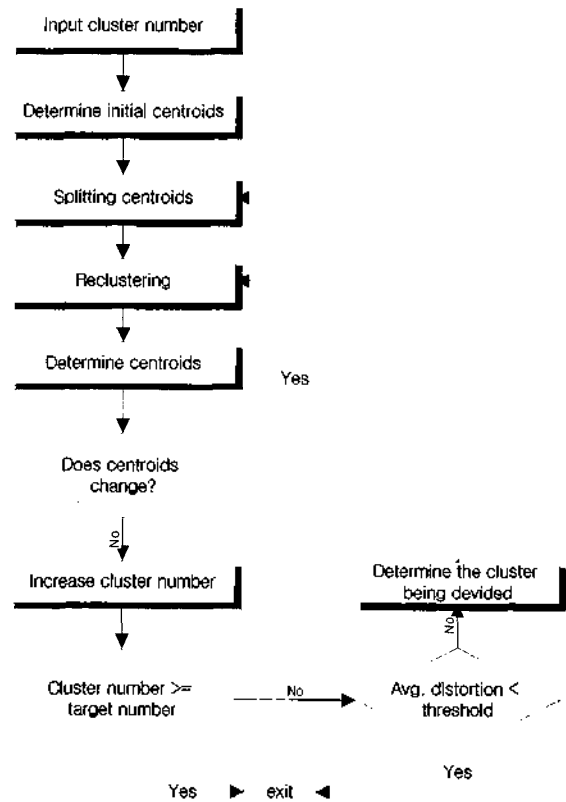 Input cluster number
Determine initial centroids
Splitting centroids
Reclustering
Determine centroids
Yes
Does centroids
change?
No
Increase cluster number
Determine the cluster
being devided
No
Cluster number >=
target number
No
Avg. distortion <
threshold
Yes
Yes
exit